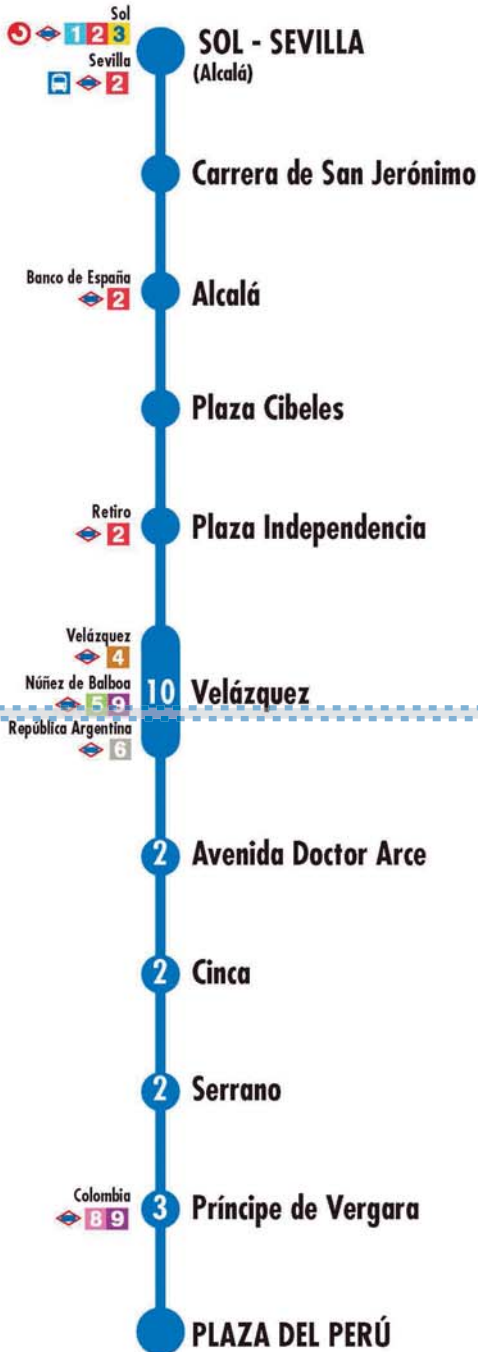 Sol
1 2 3
SOL - SEVILLA
Sevilla
2
(Alcalá)
Carrera de San Jerónimo
Banco de España
2
Alcalá
Plaza Cibeles
Retiro
2
Plaza Independencia
Velázquez
4
Núñez de Balboa
5 9
República Argentina
6
10 Velázquez
2 Avenida Doctor Arce
2 Cinca
2 Serrano
Colombia
8 9
3 Príncipe de Vergara
PLAZA DEL PERÚ